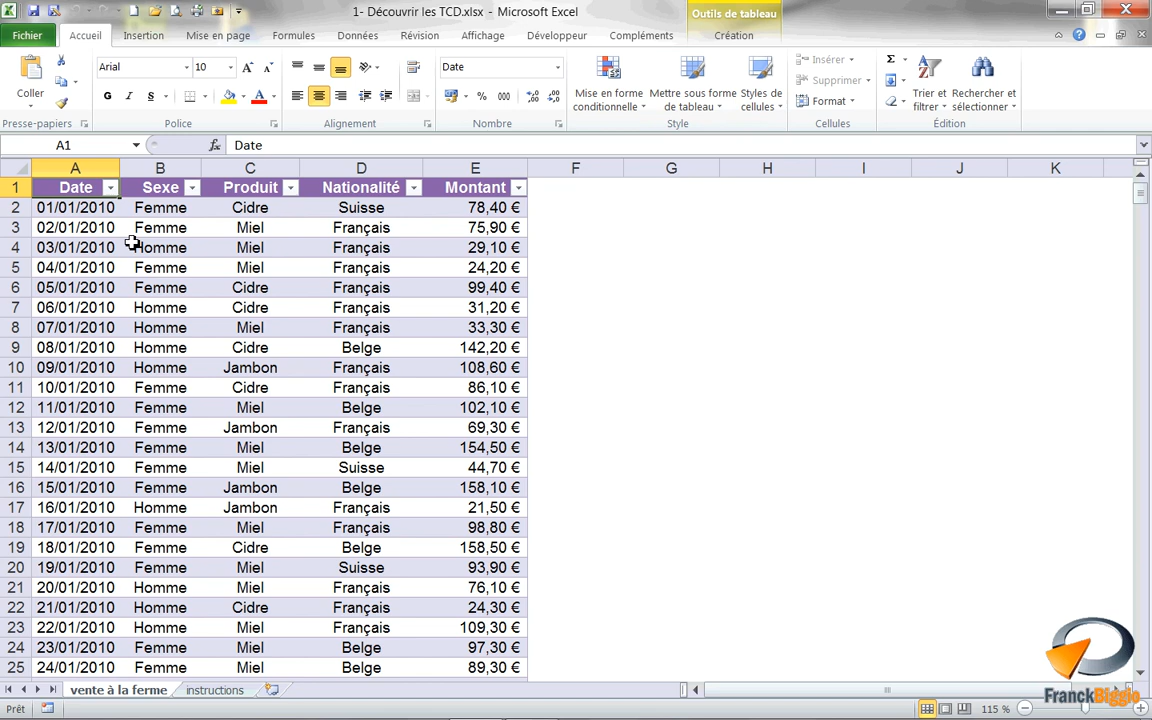 1- Découvrir les TCD.xlsx - Microsoft Excel
Outils de tableau
Fichier Accueil Insertion Mise en page Formules Données Révision Affichage Développeur Compléments Création
Coller
Arial 10
G I S
Date
% 000
Mise en forme conditionnelle
Mettre sous forme de tableau
Styles de cellules
Insérer
Supprimer
Format
Σ
Trier et filtrer
Rechercher et sélectionner
Presse-papiers Police Alignement Nombre Style Cellules Édition
A1 fx Date
A B C D E F G H I J K
1 Date Sexe Produit Nationalité Montant
2 01/01/2010 Femme Cidre Suisse 78,40 €
3 02/01/2010 Femme Miel Français 75,90 €
4 03/01/2010 Homme Miel Français 29,10 €
5 04/01/2010 Femme Miel Français 24,20 €
6 05/01/2010 Femme Cidre Français 99,40 €
7 06/01/2010 Homme Cidre Français 31,20 €
8 07/01/2010 Homme Miel Français 33,30 €
9 08/01/2010 Homme Cidre Belge 142,20 €
10 09/01/2010 Homme Jambon Français 108,60 €
11 10/01/2010 Femme Cidre Français 86,10 €
12 11/01/2010 Femme Miel Belge 102,10 €
13 12/01/2010 Femme Jambon Français 69,30 €
14 13/01/2010 Femme Miel Belge 154,50 €
15 14/01/2010 Femme Miel Suisse 44,70 €
16 15/01/2010 Femme Jambon Belge 158,10 €
17 16/01/2010 Homme Jambon Français 21,50 €
18 17/01/2010 Femme Miel Français 98,80 €
19 18/01/2010 Femme Cidre Belge 158,50 €
20 19/01/2010 Femme Miel Suisse 93,90 €
21 20/01/2010 Homme Miel Français 76,10 €
22 21/01/2010 Homme Cidre Français 24,30 €
23 22/01/2010 Homme Miel Français 109,30 €
24 23/01/2010 Femme Miel Belge 97,30 €
25 24/01/2010 Femme Miel Belge 89,30 €
vente à la ferme instructions
FranckBiggio
Prêt 115 %